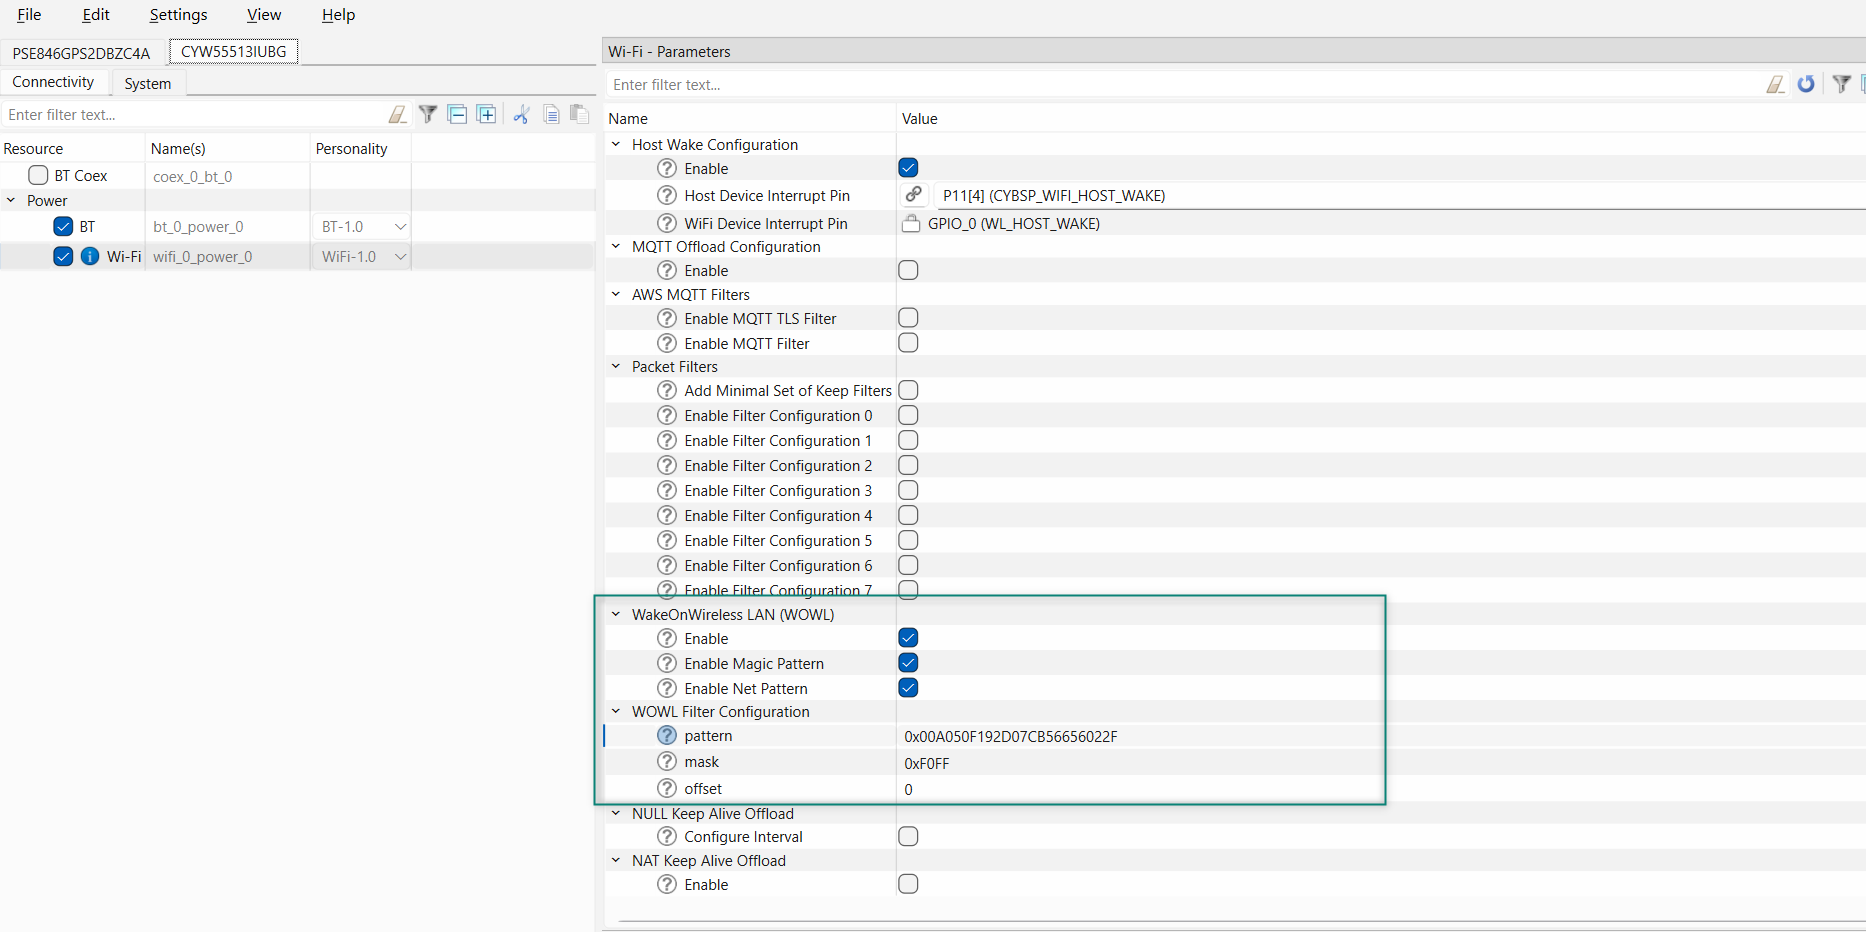 File Edit Settings View Help
PSE846GPS2DBZC4A CYW55513IUBG
Connectivity System
Enter filter text...
Resource Name(s) Personality
BT Coex coex_0_bt_0
Power
BT bt_0_power_0 BT-1.0
Wi-Fi wifi_0_power_0 WiFi-1.0
Wi-Fi - Parameters
Enter filter text...
Name Value
Host Wake Configuration
Enable
Host Device Interrupt Pin P11[4] (CYBSP_WIFI_HOST_WAKE)
WiFi Device Interrupt Pin GPIO_0 (WL_HOST_WAKE)
MQTT Offload Configuration
Enable
AWS MQTT Filters
Enable MQTT TLS Filter
Enable MQTT Filter
Packet Filters
Add Minimal Set of Keep Filters
Enable Filter Configuration 0
Enable Filter Configuration 1
Enable Filter Configuration 2
Enable Filter Configuration 3
Enable Filter Configuration 4
Enable Filter Configuration 5
Enable Filter Configuration 6
Enable Filter Configuration 7
WakeOnWireless LAN (WOWL)
Enable
Enable Magic Pattern
Enable Net Pattern
WOWL Filter Configuration
pattern 0x00A050F192D07CB56656022F
mask 0xF0FF
offset 0
NULL Keep Alive Offload
Configure Interval
NAT Keep Alive Offload
Enable